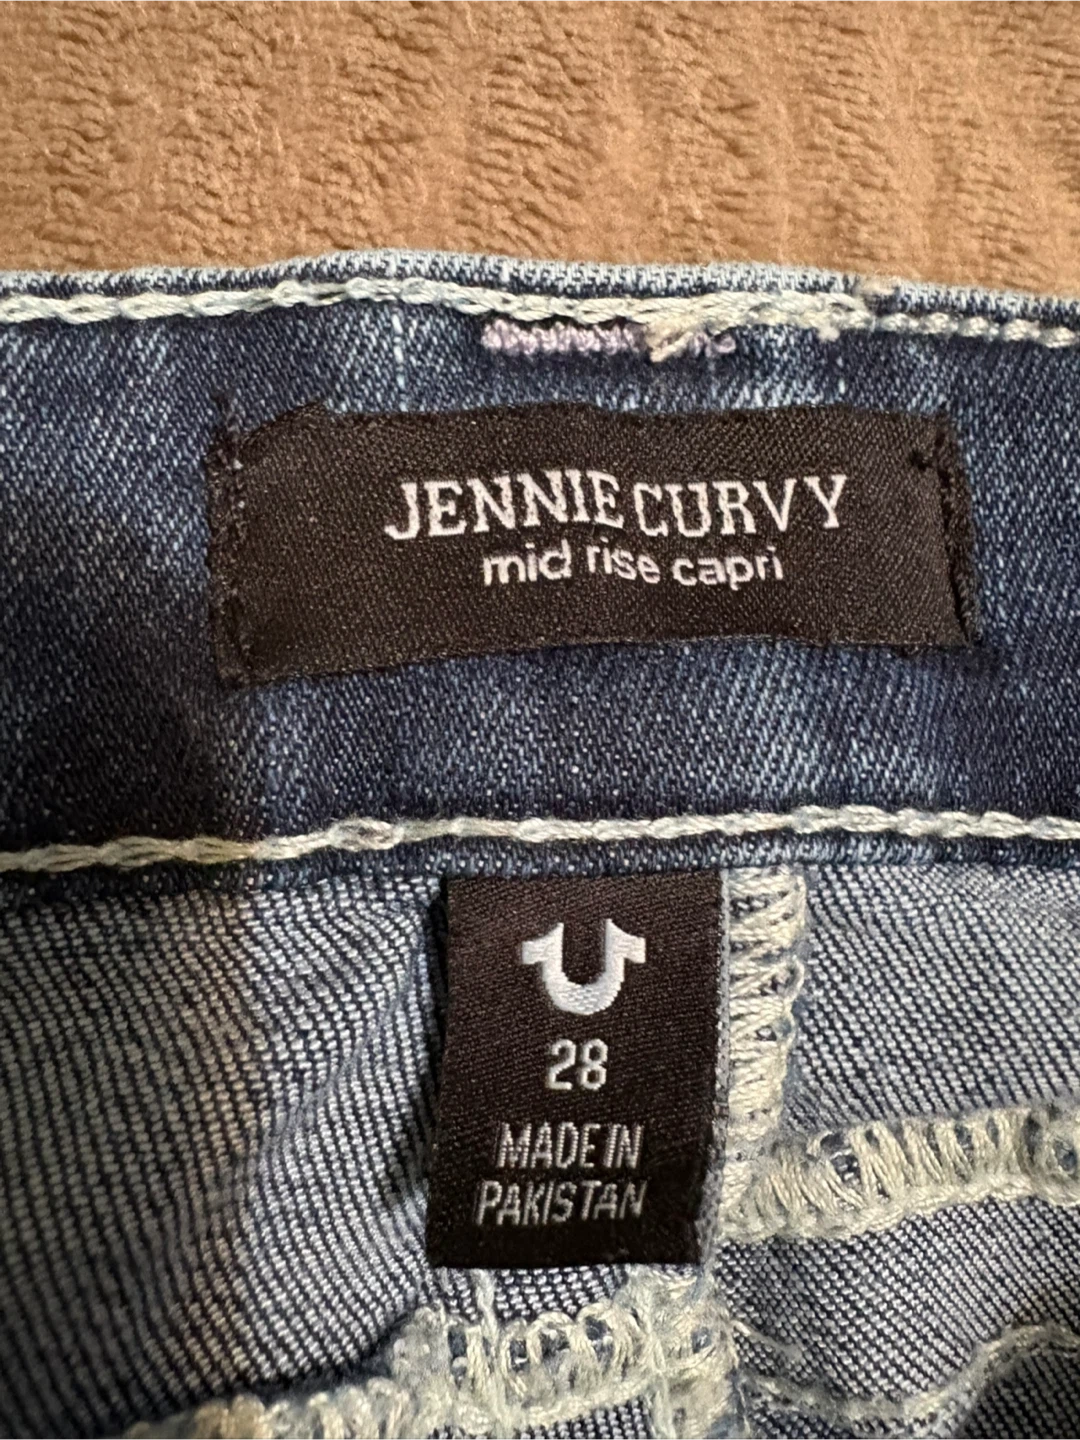 JENNIE CURVY
mid rise capri
28
MADE IN
PAKISTAN